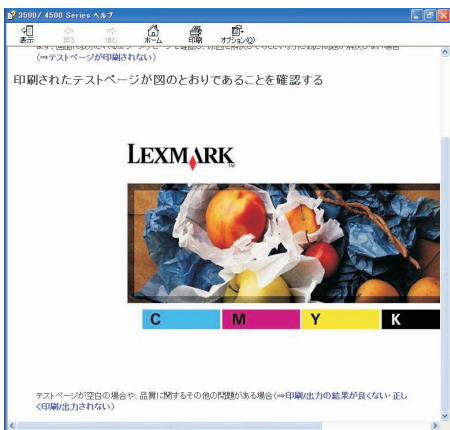 3500/ 4500 Series ヘルプ
表示 戻る 進む ホーム 印刷 オプション(O)
(⇒テストページが印刷されない)
印刷されたテストページが図のとおりであることを確認する
LEXMARK
TM
C M Y K
テストページが空白の場合や、品質に関するその他の問題がある場合(⇒印刷/出力の結果が良くない・正し
く印刷/出力されない)